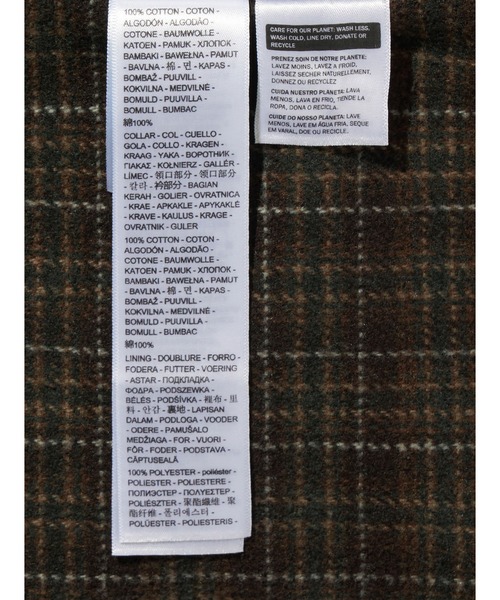 100% COTTON - COTON -
ALGODÓN - ALGODÃO -
COTONE - BAUMWOLLE -
KATOEN - PAMUK - ХЛОПОК -
BAMBAKI - BAWEŁNA - PAMUT
- BAVLNA - 棉 - 면 - KAPAS -
BOMBAŽ - PUUVILL -
KOKVILNA - MEDVILNĖ -
BOMULD - PUUVILLA -
BOMULL - BUMBAC
綿100%
COLLAR - COL - CUELLO -
GOLA - COLLO - KRAGEN -
KRAAG - YAKA - ВОРОТНИК -
ΓΙΑΚΑΣ - KOŁNIERZ - GALLÉR -
LÍMEC - 領口部分 - 领口部分
- 칼라 - 衿部分 - BAGIAN
KERAH - GOLIER - OVRATNICA
- KRAE - APKAKLE - APYKAKLĖ
- KRAVE - KAULUS - KRAGE -
OVRATNIK - GULER
100% COTTON - COTON -
ALGODÓN - ALGODÃO -
COTONE - BAUMWOLLE -
KATOEN - PAMUK - ХЛОПОК -
BAMBAKI - BAWEŁNA - PAMUT
- BAVLNA - 棉 - 면 - KAPAS -
BOMBAŽ - PUUVILL -
KOKVILNA - MEDVILNĖ -
BOMULD - PUUVILLA -
BOMULL - BUMBAC
綿100%
LINING - DOUBLURE - FORRO -
FODERA - FUTTER - VOERING
- ASTAR - ПОДКЛАДКА -
ΦΟΔΡΑ - PODSZEWKA -
BÉLÉS - PODŠÍVKA - 裡布 - 里
料 - 안감 - 裏地 - LAPISAN
DALAM - PODLOGA - VOODER
- ODERE - PAMUŠALO
MEDŽIAGA - FOR - VUORI -
FÔR - FODER - PODSTAVA -
CĂPTUȘEALĂ
100% POLYESTER - poliéster -
POLIESTER - POLIESTERE -
ПОЛИЭСТЕР - ΠΟΛΥΕΣΤΕΡ -
POLIÉSZTER - 聚酯纖維 - 聚
酯纤维 - 폴리에스터 -
POLÜESTER - POLIESTERIS -
CARE FOR OUR PLANET: WASH LESS,
WASH COLD, LINE DRY, DONATE OR
RECYCLE
PRENEZ SOIN DE NOTRE PLANETE:
LAVEZ MOINS, LAVEZ A FROID,
LAISSEZ SECHER NATURELLEMENT,
DONNEZ OU RECYCLEZ
CUIDA NUESTRO PLANETA: LAVA
MENOS, LAVA EN FRIO, TIENDE LA
ROPA, DONA O RECICLA.
CUIDE DO NOSSO PLANETA: LAVE
MENOS, LAVE EM ÁGUA FRIA, SEQUE
EM VARAL, DOE OU RECICLE.